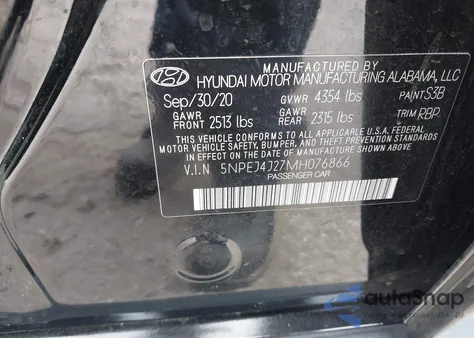 MANUFACTURED BY
HYUNDAI MOTOR MANUFACTURING ALABAMA, LLC
Sep/30/20 GVWR 4354 lbs PAINT S3B
GAWR FRONT 2513 lbs GAWR REAR 2315 lbs TRIM RBP
THIS VEHICLE CONFORMS TO ALL APPLICABLE U.S.A. FEDERAL
MOTOR VEHICLE SAFETY, BUMPER, AND THEFT PREVENTION STANDARDS
IN EFFECT ON THE DATE OF MANUFACTURE SHOWN ABOVE.
V.I.N 5NPEJ4J27MH076866
PASSENGER CAR
autoSnap